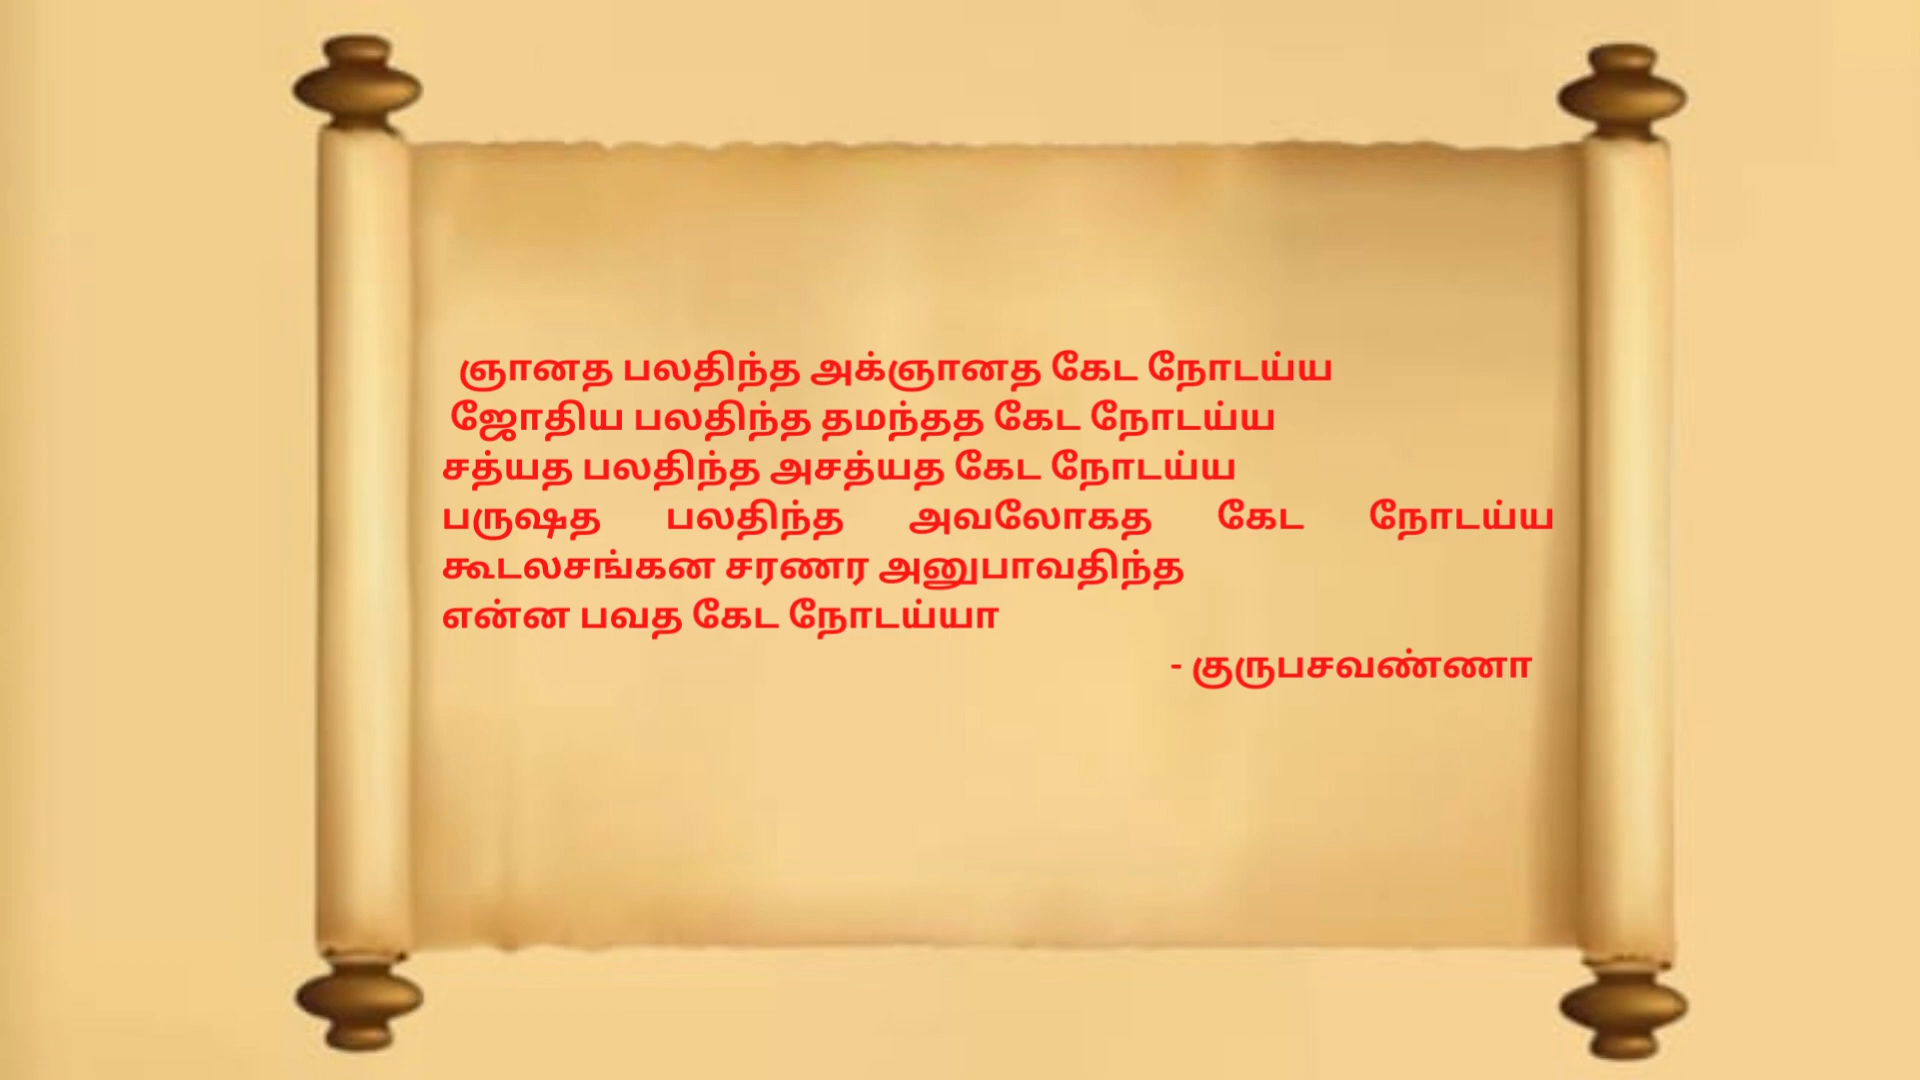 ஞானத பலதிந்த அக்ஞானத கேட நோடய்ய
ஜோதிய பலதிந்த தமந்தத கேட நோடய்ய
சத்யத பலதிந்த அசத்யத கேட நோடய்ய
பருஷத பலதிந்த அவலோகத கேட நோடய்ய
கூடலசங்கன சரணர அனுபாவதிந்த
என்ன பவத கேட நோடய்யா
- குருபசவண்ணா